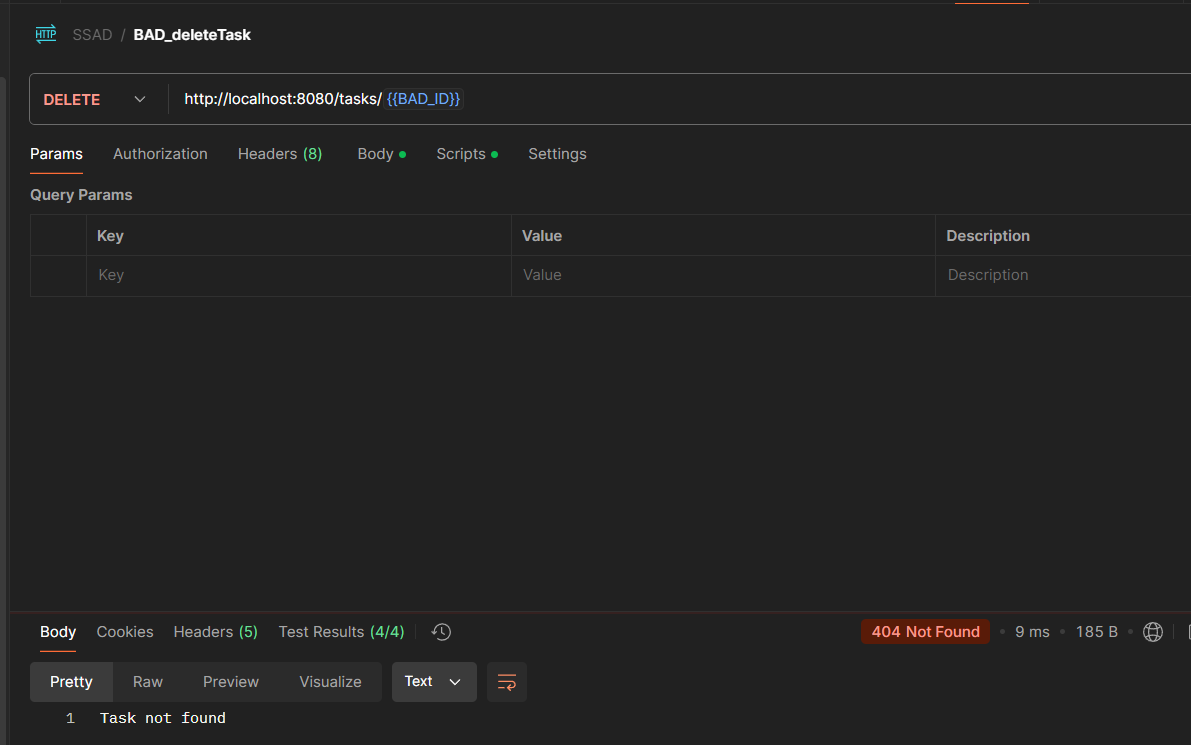 HTTP SSAD / BAD_deleteTask
DELETE http://localhost:8080/tasks/ {{BAD_ID}}
Params Authorization Headers (8) Body Scripts Settings
Query Params
Key Value Description
Key Value Description
Body Cookies Headers (5) Test Results (4/4) 404 Not Found 9 ms 185 B
Pretty Raw Preview Visualize Text
1 Task not found